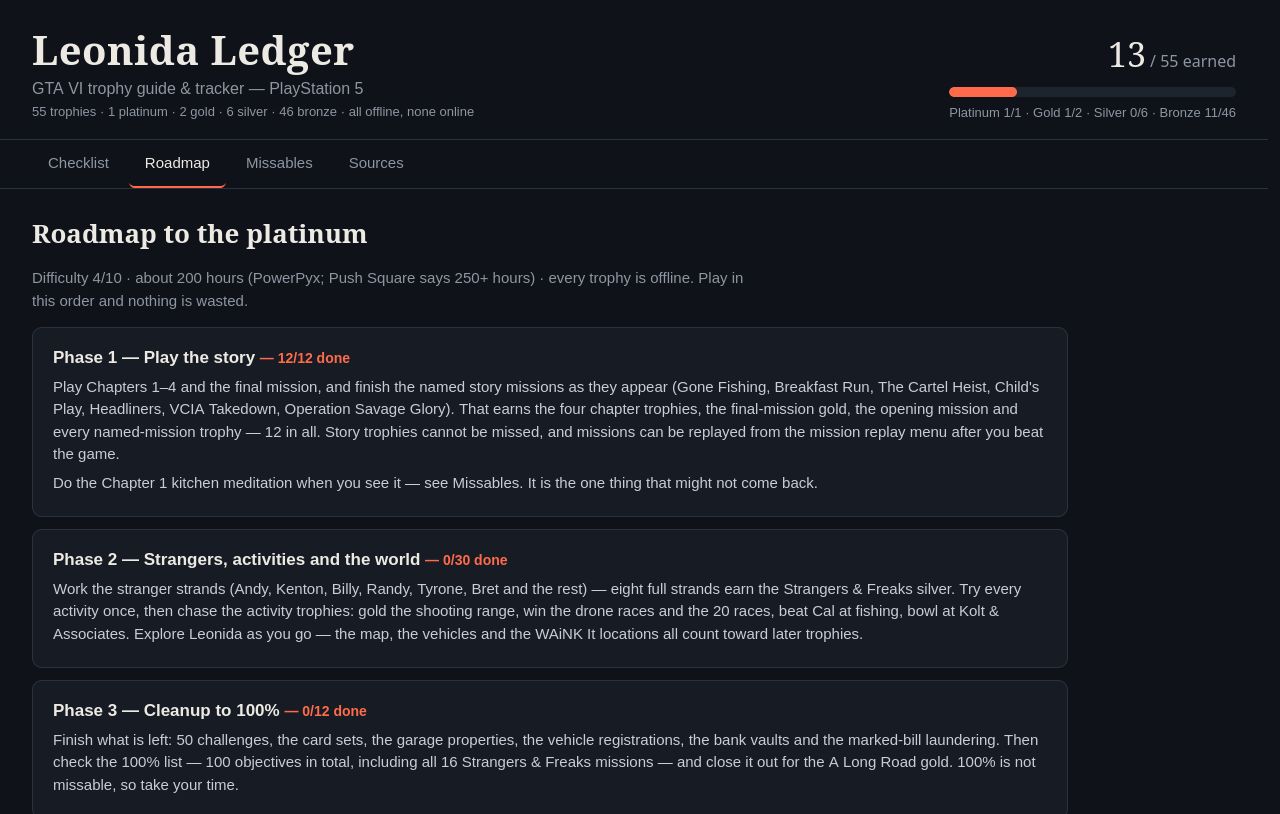 Leonida Ledger
GTA VI trophy guide & tracker — PlayStation 5
55 trophies · 1 platinum · 2 gold · 6 silver · 46 bronze · all offline, none online
13 / 55 earned
Platinum 1/1 · Gold 1/2 · Silver 0/6 · Bronze 11/46
Checklist
Roadmap
Missables
Sources
Roadmap to the platinum
Difficulty 4/10 · about 200 hours (PowerPyx; Push Square says 250+ hours) · every trophy is offline. Play in
this order and nothing is wasted.
Phase 1 — Play the story — 12/12 done
Play Chapters 1–4 and the final mission, and finish the named story missions as they appear (Gone Fishing, Breakfast Run, The Cartel Heist, Child's
Play, Headliners, VCIA Takedown, Operation Savage Glory). That earns the four chapter trophies, the final-mission gold, the opening mission and
every named-mission trophy — 12 in all. Story trophies cannot be missed, and missions can be replayed from the mission replay menu after you beat
the game.
Do the Chapter 1 kitchen meditation when you see it — see Missables. It is the one thing that might not come back.
Phase 2 — Strangers, activities and the world — 0/30 done
Work the stranger strands (Andy, Kenton, Billy, Randy, Tyrone, Bret and the rest) — eight full strands earn the Strangers & Freaks silver. Try every
activity once, then chase the activity trophies: gold the shooting range, win the drone races and the 20 races, beat Cal at fishing, bowl at Kolt &
Associates. Explore Leonida as you go — the map, the vehicles and the WAiNK It locations all count toward later trophies.
Phase 3 — Cleanup to 100% — 0/12 done
Finish what is left: 50 challenges, the card sets, the garage properties, the vehicle registrations, the bank vaults and the marked-bill laundering. Then
check the 100% list — 100 objectives in total, including all 16 Strangers & Freaks missions — and close it out for the A Long Road gold. 100% is not
missable, so take your time.